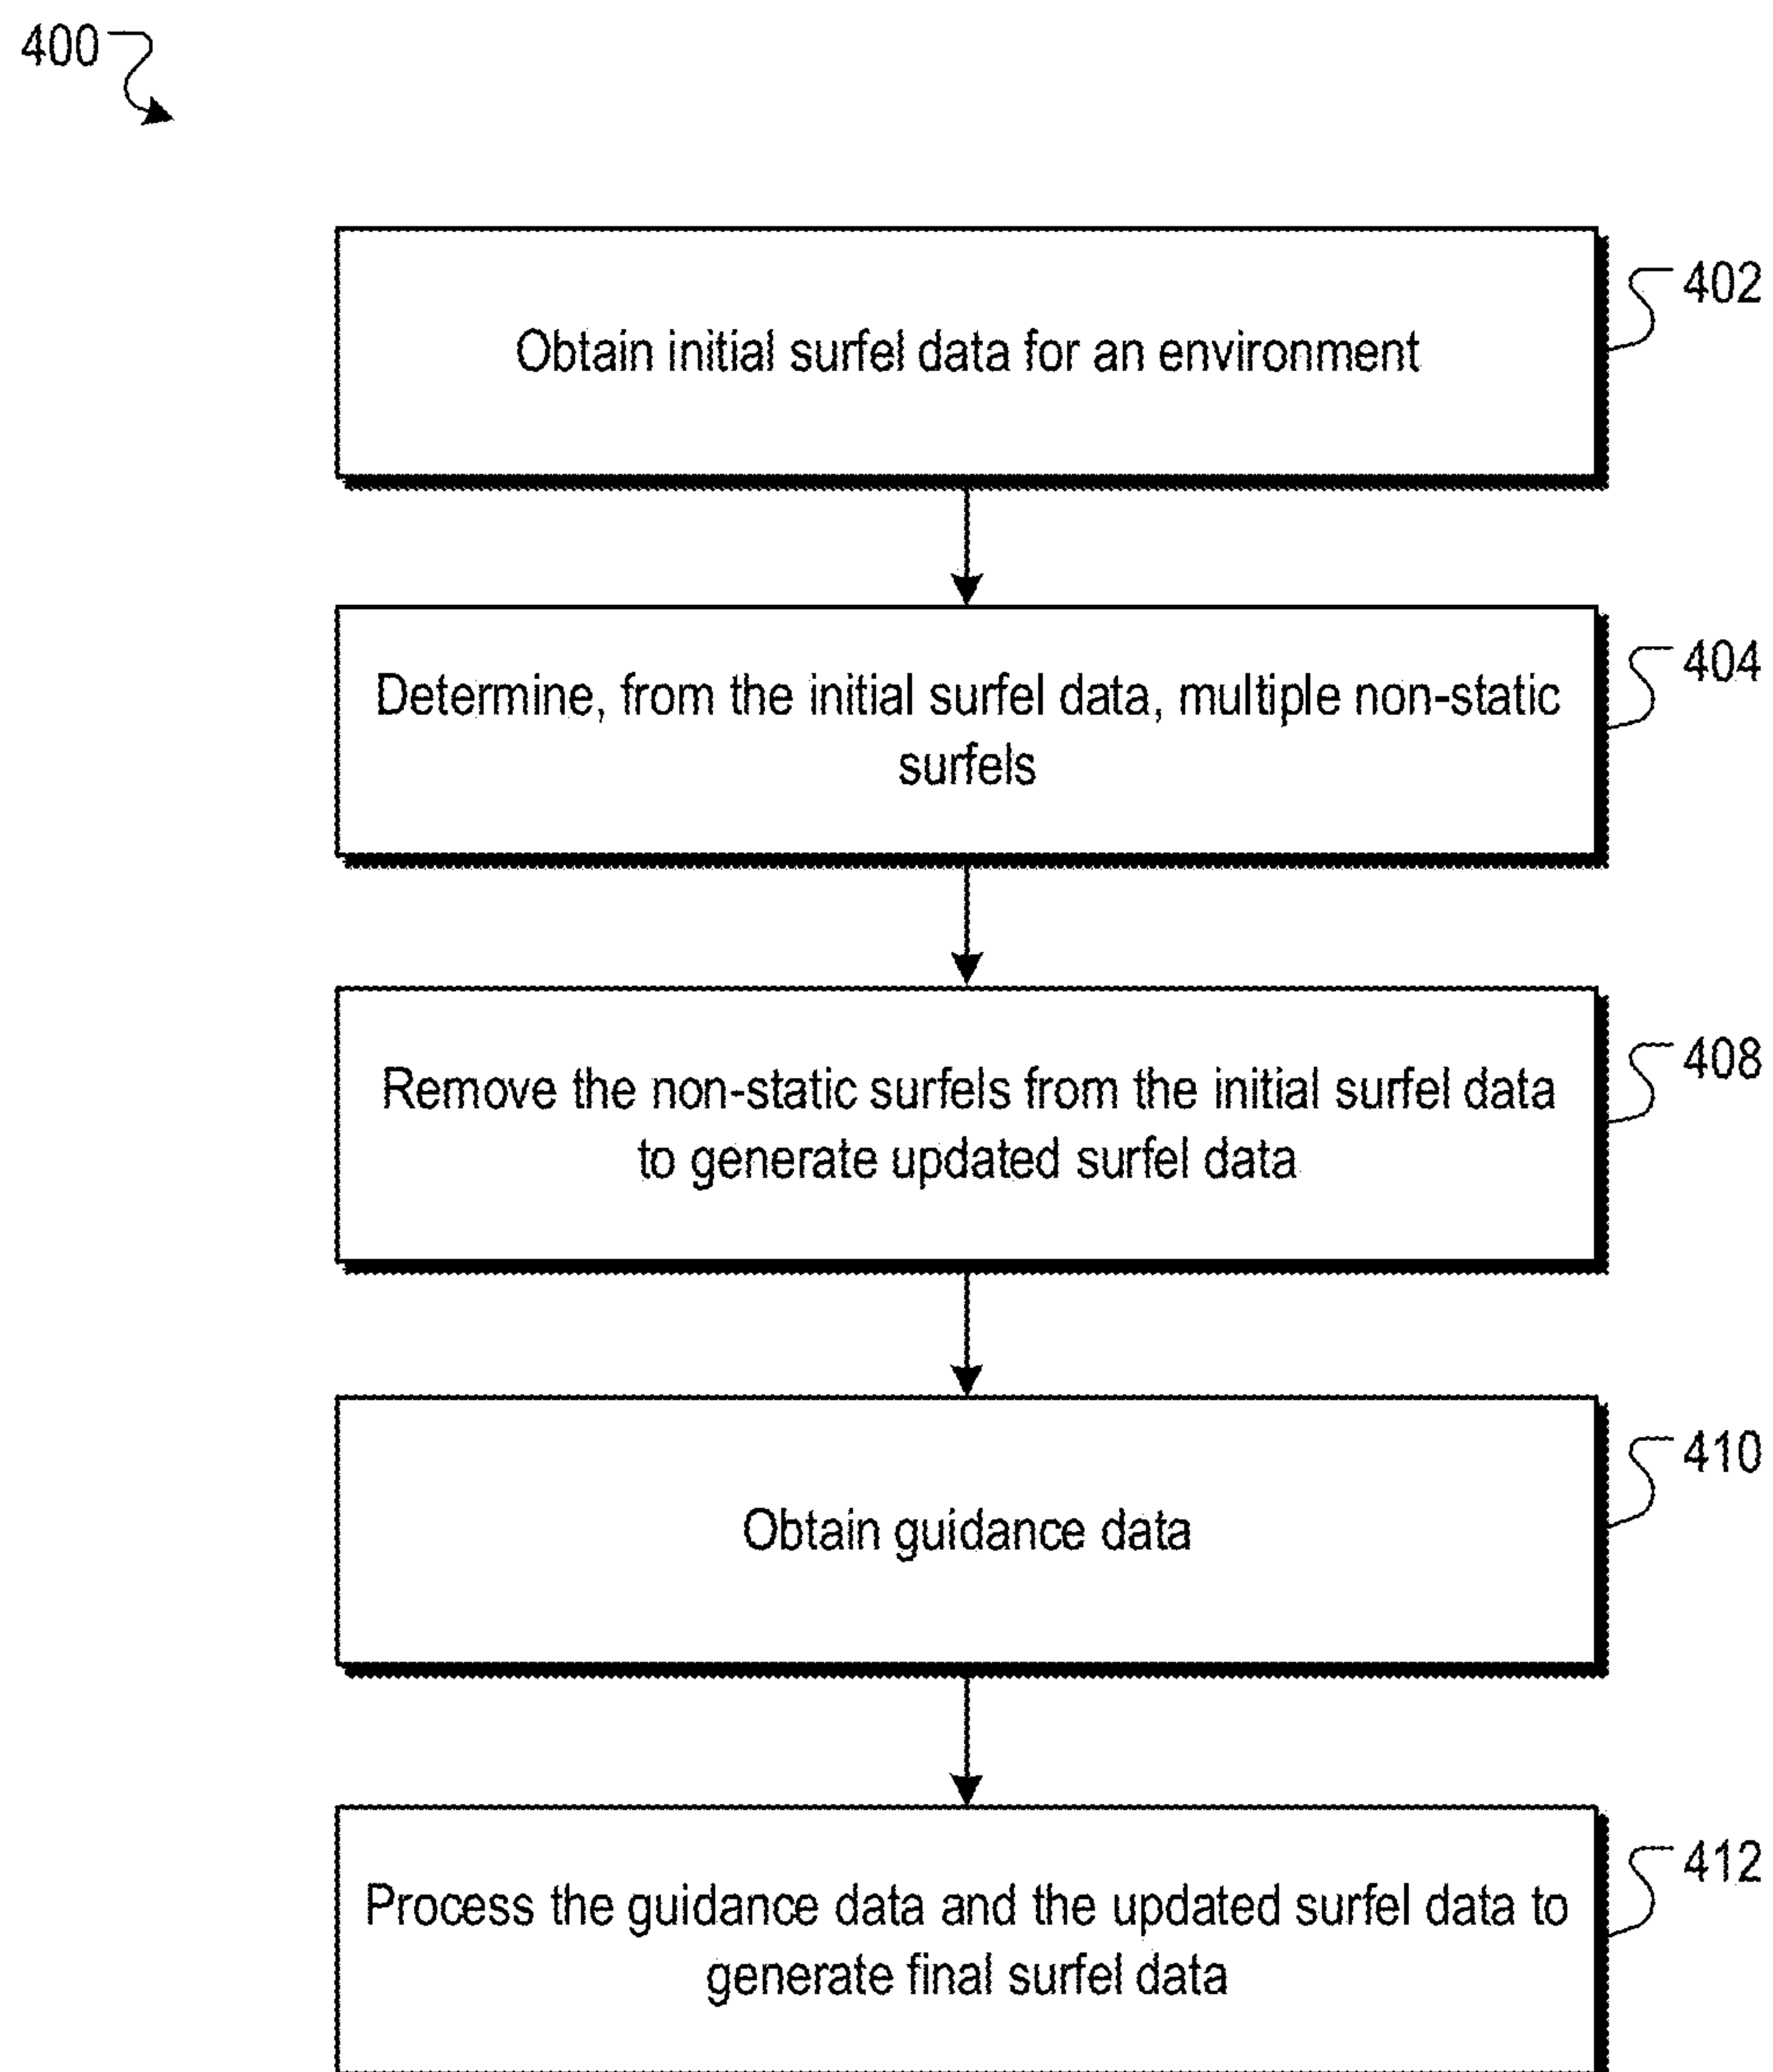 400
Obtain initial surfel data for an environment
402
Determine, from the initial surfel data, multiple non-static
surfels
404
Remove the non-static surfels from the initial surfel data
to generate updated surfel data
408
Obtain guidance data
410
Process the guidance data and the updated surfel data to
generate final surfel data
412